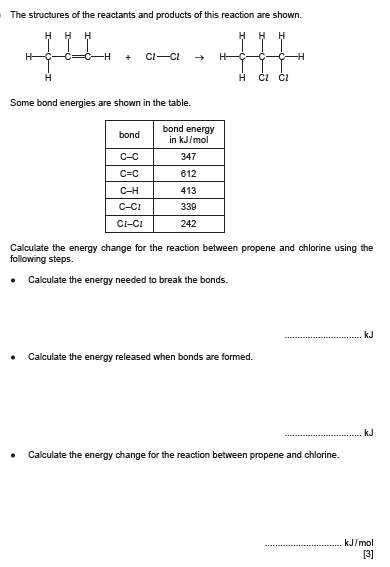 The structures of the reactants and products of this reaction are shown.
H H H H H H
H–C–C=C–H + Cl–Cl → H–C–C–C–H
H H Cl Cl
Some bond energies are shown in the table.
bond bond energy in kJ/mol
C–C 347
C=C 612
C–H 413
C–Cl 339
Cl–Cl 242
Calculate the energy change for the reaction between propene and chlorine using the
following steps.
• Calculate the energy needed to break the bonds.
............................... kJ
• Calculate the energy released when bonds are formed.
............................... kJ
• Calculate the energy change for the reaction between propene and chlorine.
............................... kJ/mol
[3]